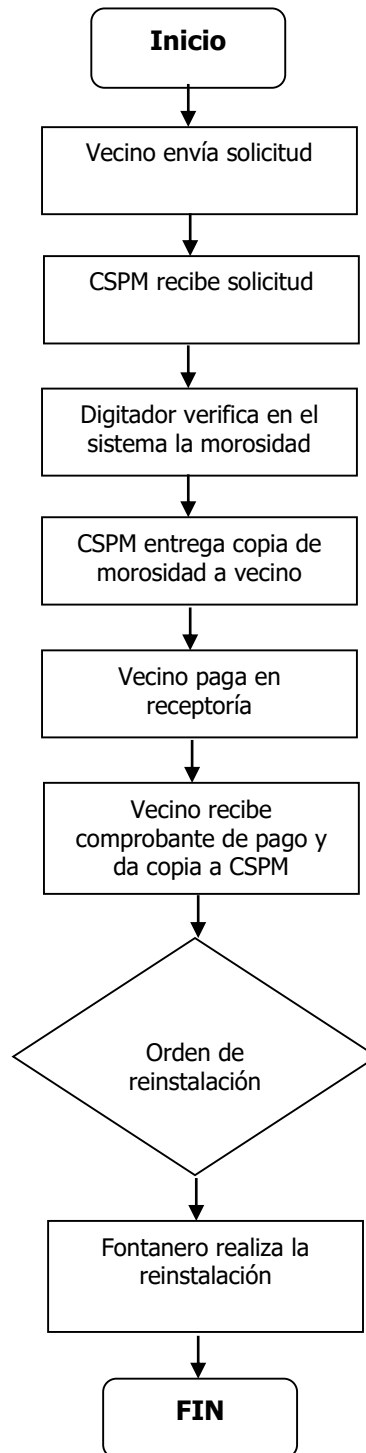 Inicio
Vecino envía solicitud
CSPM recibe solicitud
Digitador verifica en el
sistema la morosidad
CSPM entrega copia de
morosidad a vecino
Vecino paga en
receptoría
Vecino recibe
comprobante de pago y
da copia a CSPM
Orden de
reinstalación
Fontanero realiza la
reinstalación
FIN